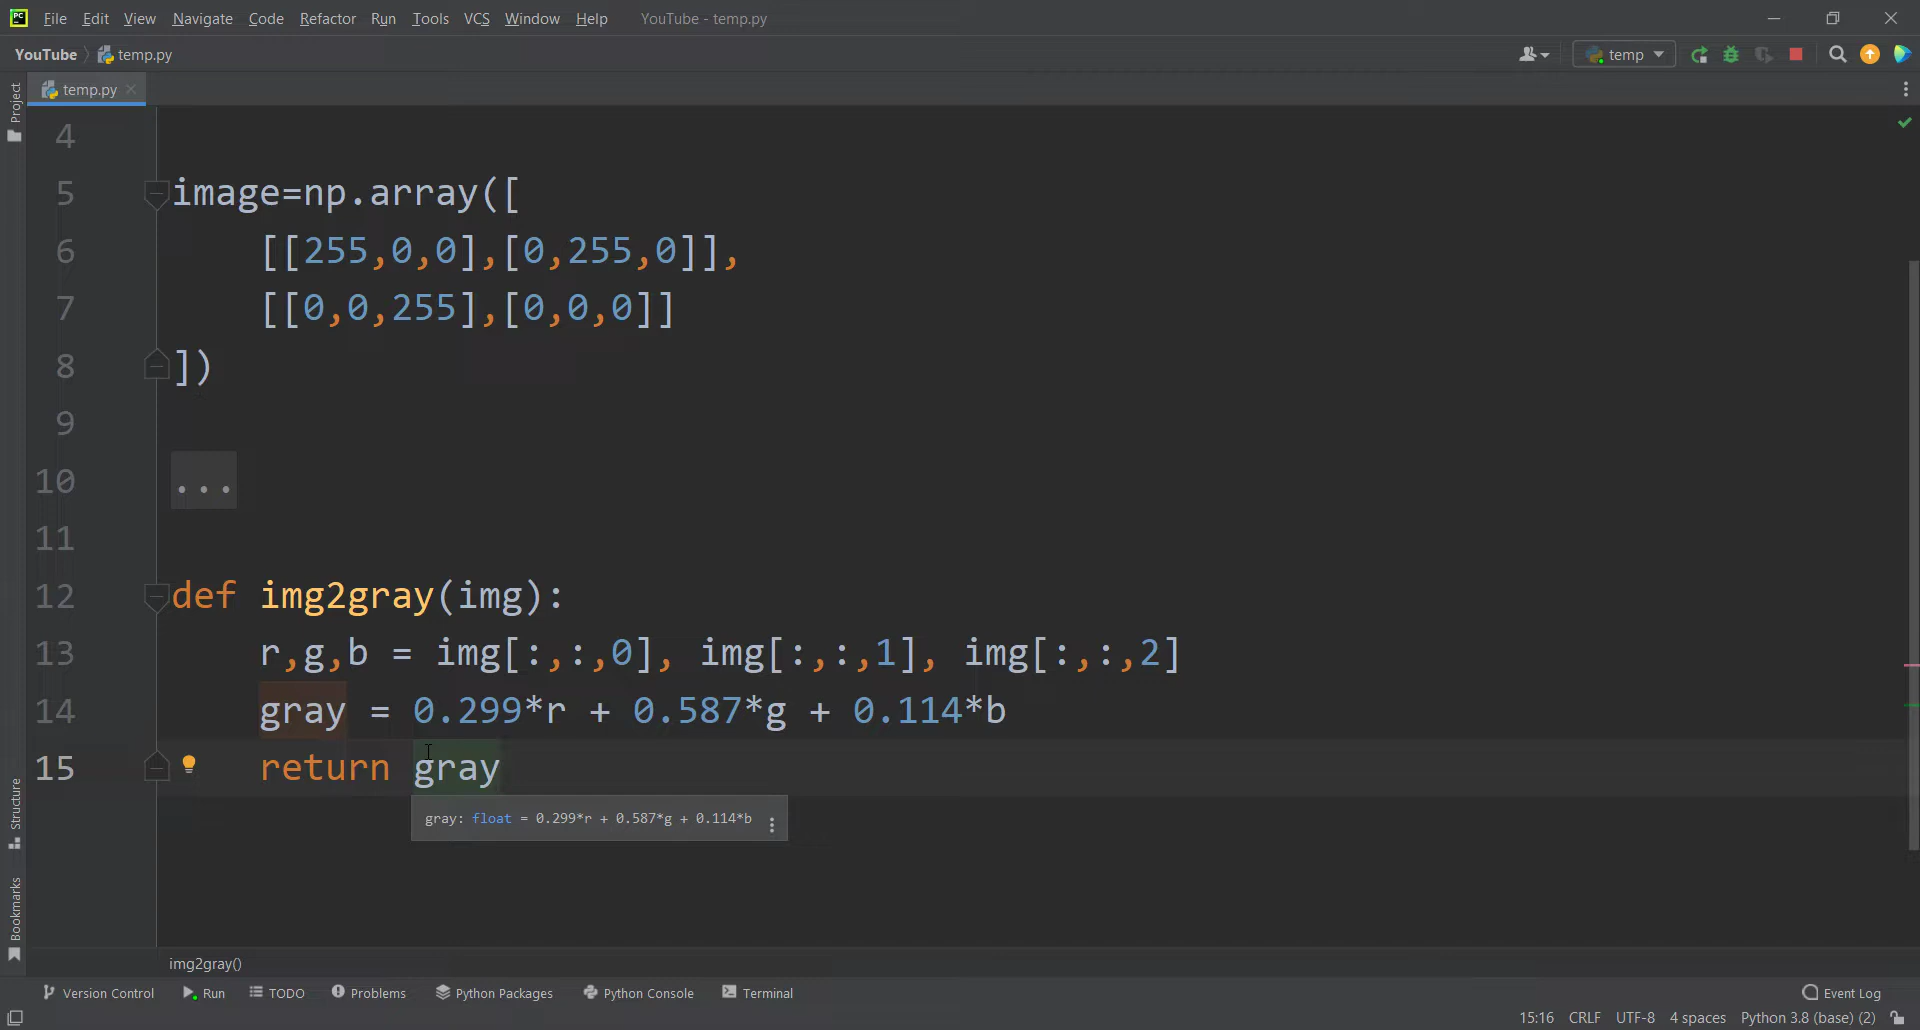 PC File Edit View Navigate Code Refactor Run Tools VCS Window Help YouTube - temp.py
YouTube temp.py temp
Project
temp.py
4
5 image=np.array([
6 [[255,0,0],[0,255,0]],
7 [[0,0,255],[0,0,0]]
8 ])
9
10 ...
11
12 def img2gray(img):
13 r,g,b = img[:,:,0], img[:,:,1], img[:,:,2]
14 gray = 0.299*r + 0.587*g + 0.114*b
15 return gray
gray: float = 0.299*r + 0.587*g + 0.114*b
Structure
Bookmarks
img2gray()
Version Control Run TODO Problems Python Packages Python Console Terminal Event Log
15:16 CRLF UTF-8 4 spaces Python 3.8 (base) (2)